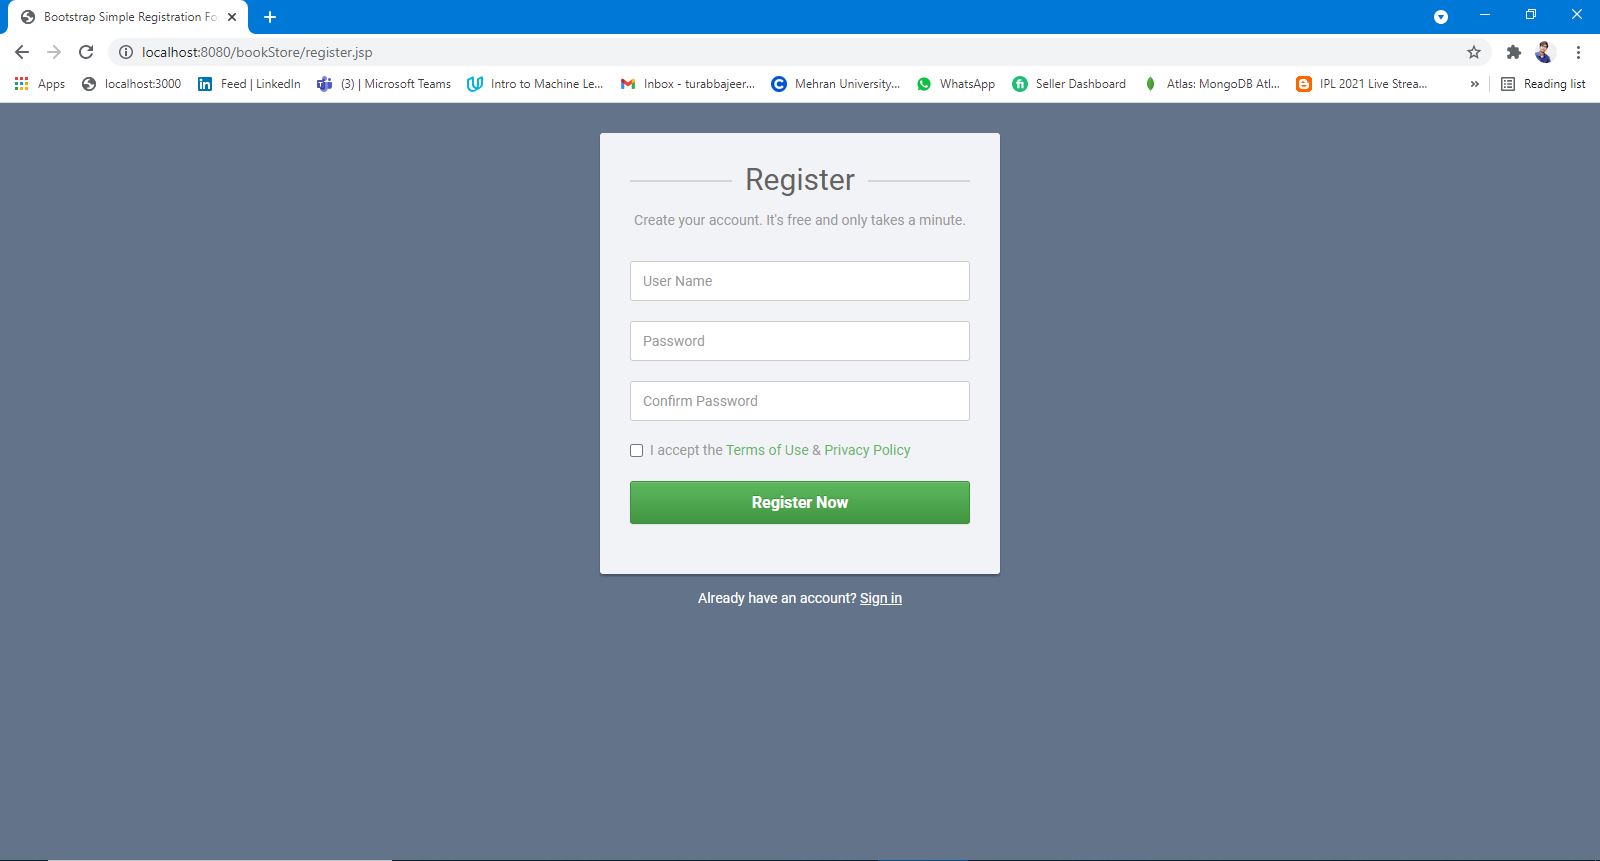 Bootstrap Simple Registration Fo
localhost:8080/bookStore/register.jsp
Apps localhost:3000 Feed | LinkedIn (3) | Microsoft Teams Intro to Machine Le... Inbox - turabbajeer... Mehran University... WhatsApp Seller Dashboard Atlas: MongoDB Atl... IPL 2021 Live Strea... » Reading list
Register
Create your account. It's free and only takes a minute.
User Name
Password
Confirm Password
I accept the Terms of Use & Privacy Policy
Register Now
Already have an account? Sign in